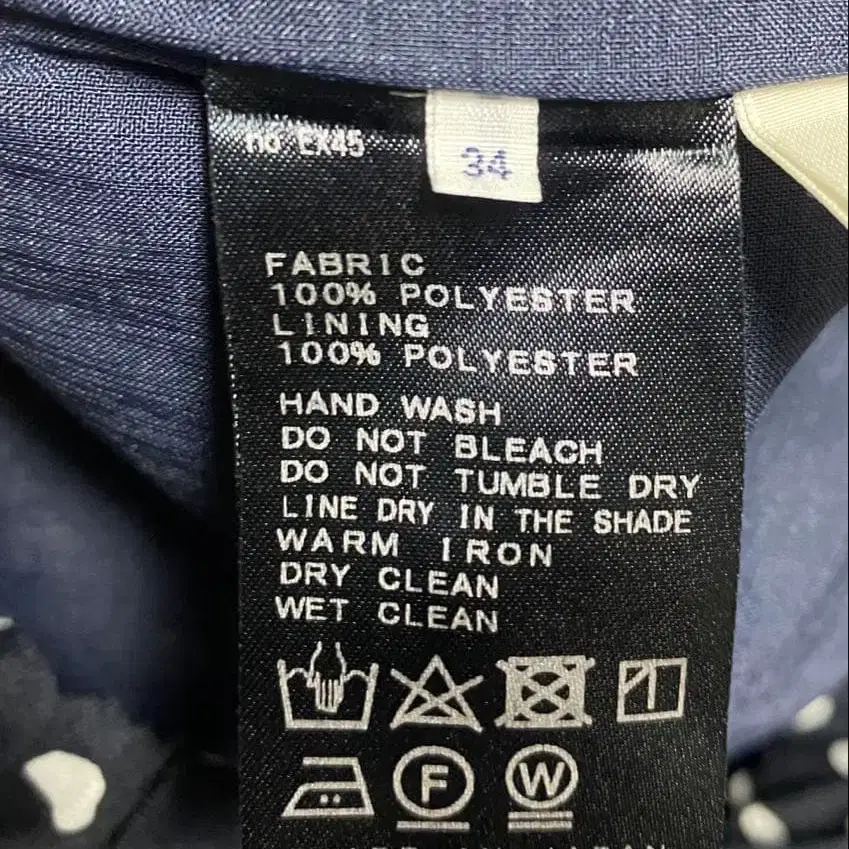 no EX45
34
FABRIC
100% POLYESTER
LINING
100% POLYESTER
HAND WASH
DO NOT BLEACH
DO NOT TUMBLE DRY
LINE DRY IN THE SHADE
WARM IRON
DRY CLEAN
WET CLEAN
F
W